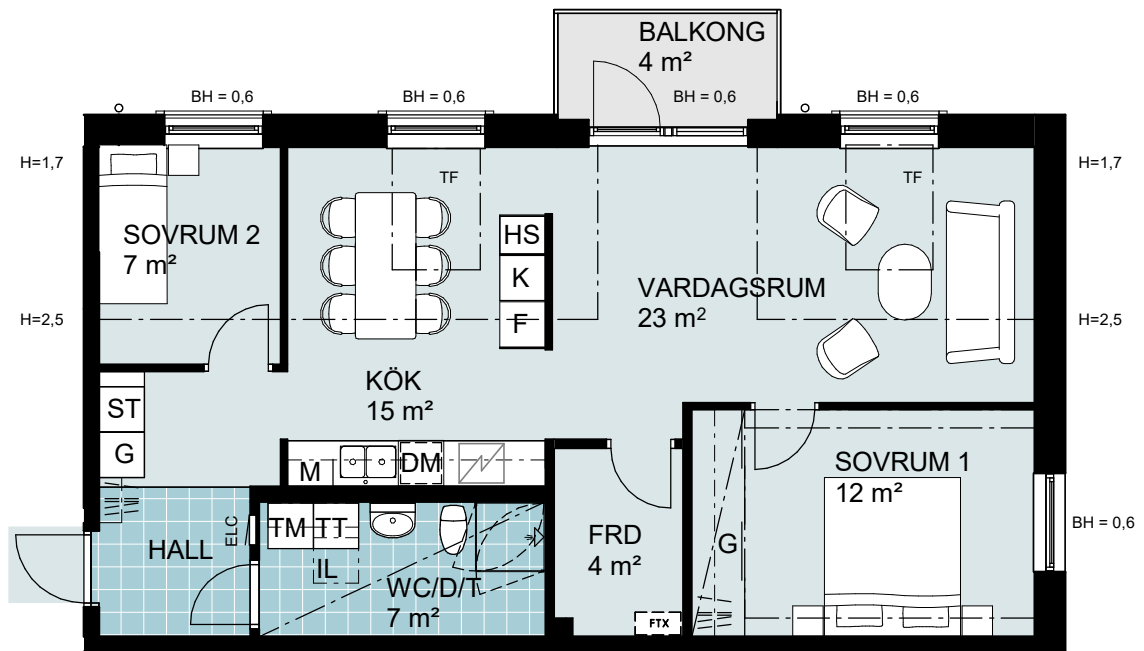 BALKONG
4 m²
BH = 0,6
BH = 0,6
BH = 0,6
BH = 0,6
H=1,7
H=1,7
TF
TF
SOVRUM 2
7 m²
HS
K
F
VARDAGSRUM
23 m²
H=2,5
H=2,5
KÖK
15 m²
ST
G
M
DM
SOVRUM 1
12 m²
BH = 0,6
HALL
ELC
TM
TT
IL
WC/D/T
7 m²
FRD
4 m²
G
FTX